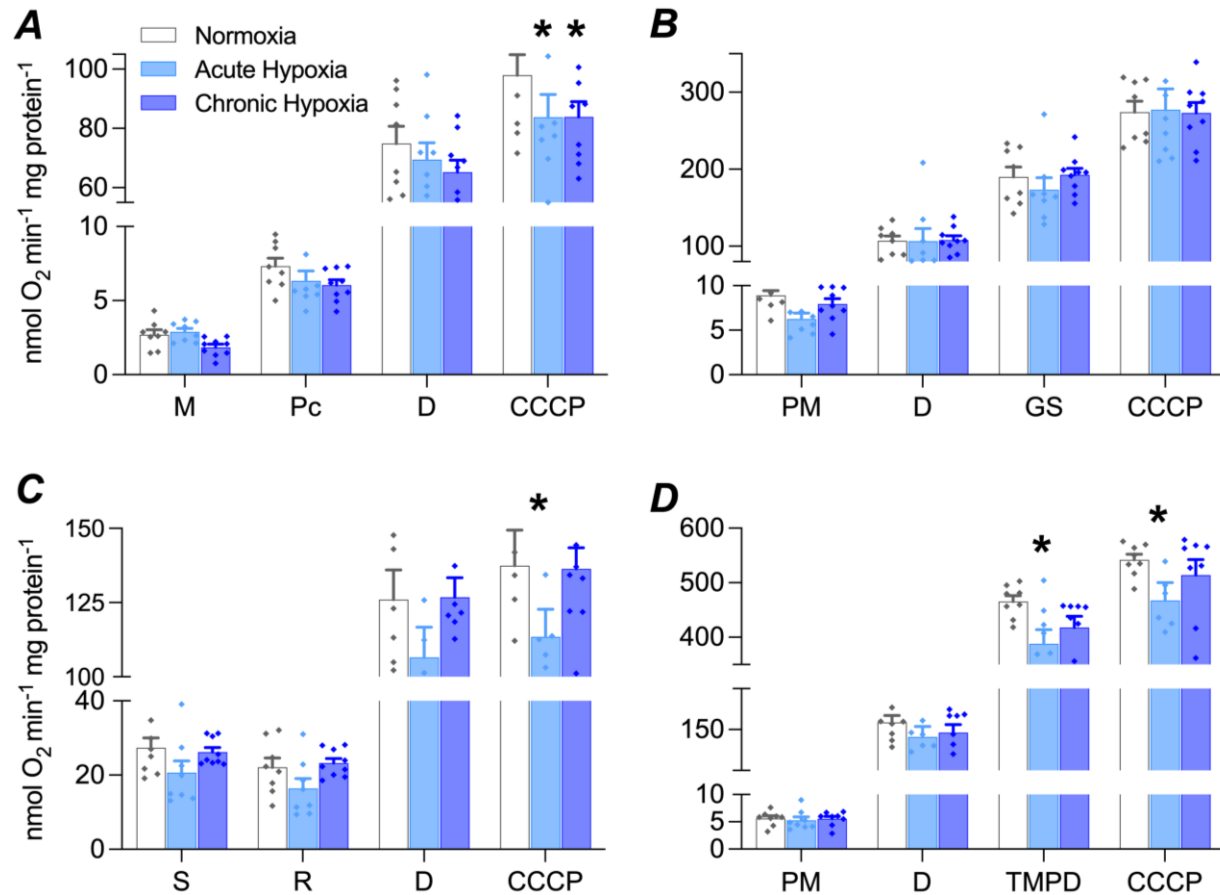 A
Normoxia
Acute Hypoxia
Chronic Hypoxia
* *
100
80
60
10
5
0
nmol O₂ min⁻¹ mg protein⁻¹
M Pc D CCCP
B
300
200
100
10
5
0
PM D GS CCCP
C
*
150
125
100
40
20
0
nmol O₂ min⁻¹ mg protein⁻¹
S R D CCCP
D
* *
600
500
400
150
10
5
0
PM D TMPD CCCP